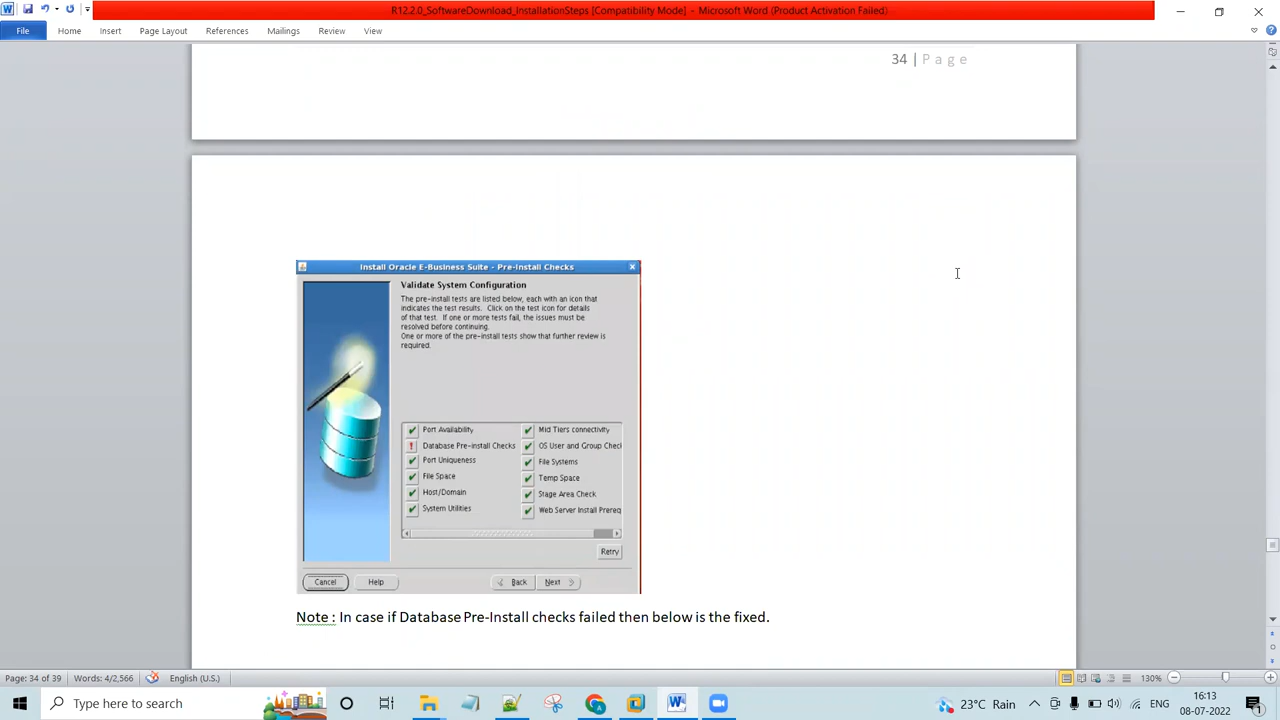 R12.2.0_SoftwareDownload_InstallationSteps [Compatibility Mode] - Microsoft Word (Product Activation Failed)
File Home Insert Page Layout References Mailings Review View
34 | Page
Install Oracle E-Business Suite - Pre-Install Checks
Validate System Configuration
The pre-install tests are listed below, each with an icon that
indicates the test results. Click on the test icon for details
of that test. If one or more tests fail, the issues must be
resolved before continuing.
One or more of the pre-install tests show that further review is
required.
Port Availability Mid Tiers connectivity
Database Pre-install Checks OS User and Group Check
Port Uniqueness File Systems
File Space Temp Space
Host/Domain Stage Area Check
System Utilities Web Server Install Prereq
Retry
Cancel Help Back Next
Note : In case if Database Pre-Install checks failed then below is the fixed.
Page: 34 of 39 Words: 4/2,566 English (U.S.) 130%
Type here to search 23°C Rain ENG 16:13
08-07-2022 1